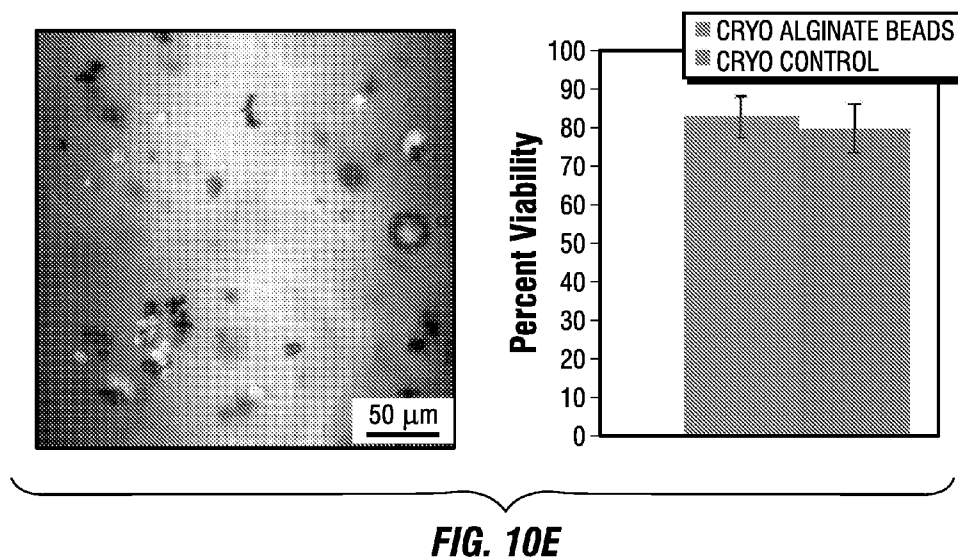 50 μm
CRYO ALGINATE BEADS
CRYO CONTROL
Percent Viability
100
90
80
70
60
50
40
30
20
10
0
FIG. 10E